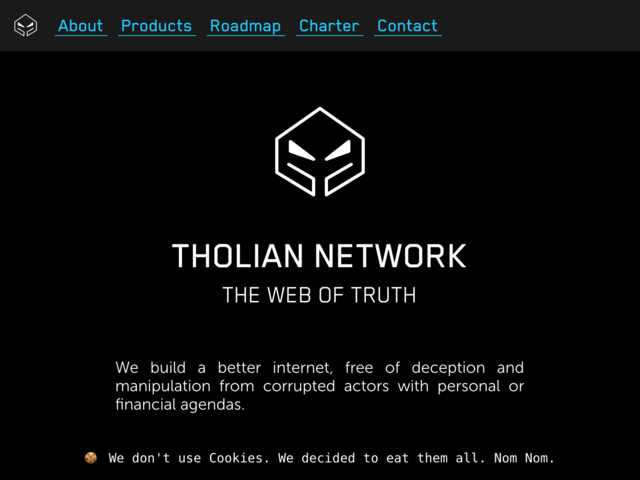 About Products Roadmap Charter Contact
THOLIAN NETWORK
THE WEB OF TRUTH
We build a better internet, free of deception and
manipulation from corrupted actors with personal or
financial agendas.
🍪 We don't use Cookies. We decided to eat them all. Nom Nom.